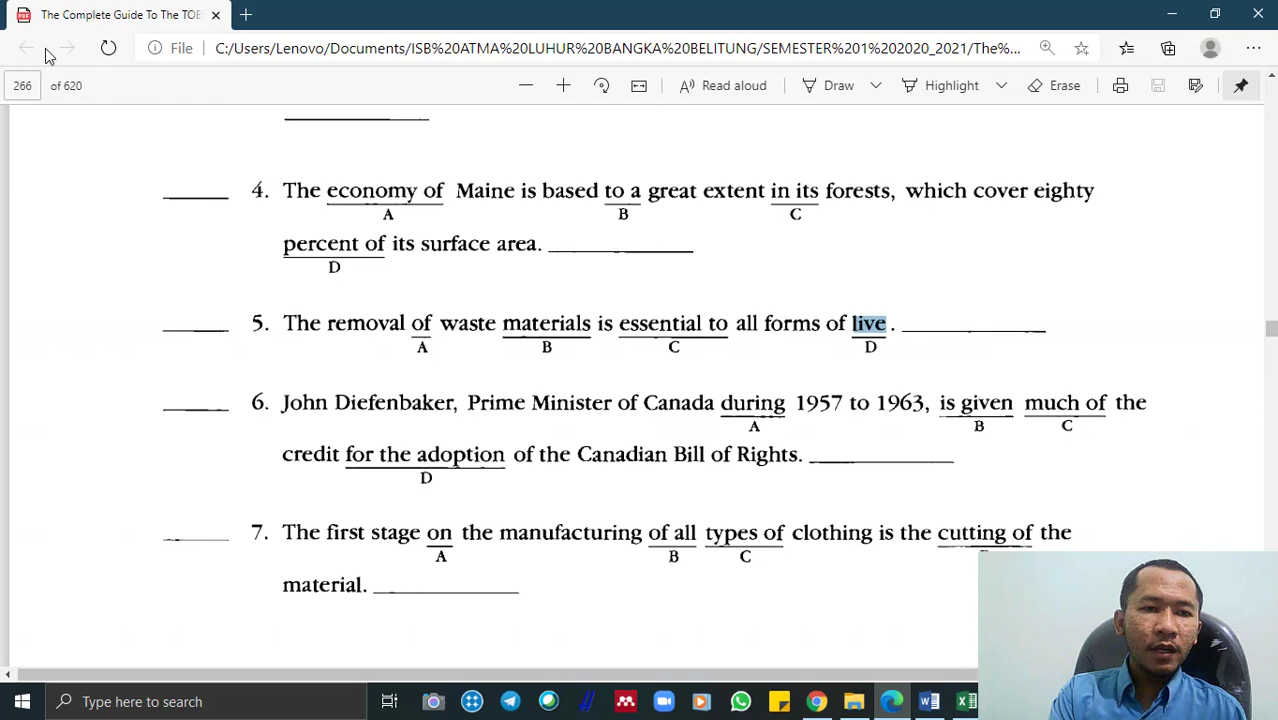 The Complete Guide To The TOE
File C:/Users/Lenovo/Documents/ISB%20ATMA%20LUHUR%20BANGKA%20BELITUNG/SEMESTER%201%202020_2021/The%...
266 of 620 Read aloud Draw Highlight Erase
4. The economy of Maine is based to a great extent in its forests, which cover eighty
A B C
percent of its surface area.
D
5. The removal of waste materials is essential to all forms of live.
A B C D
6. John Diefenbaker, Prime Minister of Canada during 1957 to 1963, is given much of the
A B C
credit for the adoption of the Canadian Bill of Rights.
D
7. The first stage on the manufacturing of all types of clothing is the cutting of the
A B C
material.
Type here to search